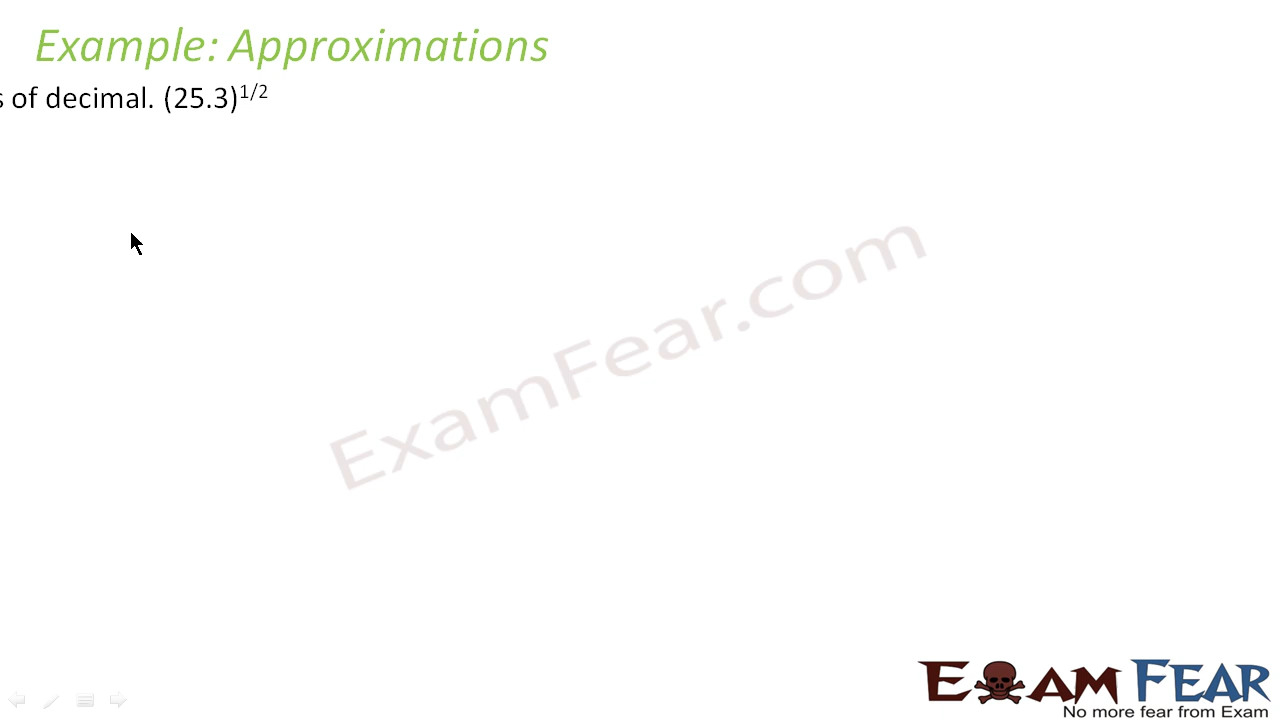 Example: Approximations
s of decimal. (25.3)^1/2
ExamFear.com
EXAM FEAR
No more fear from Exam